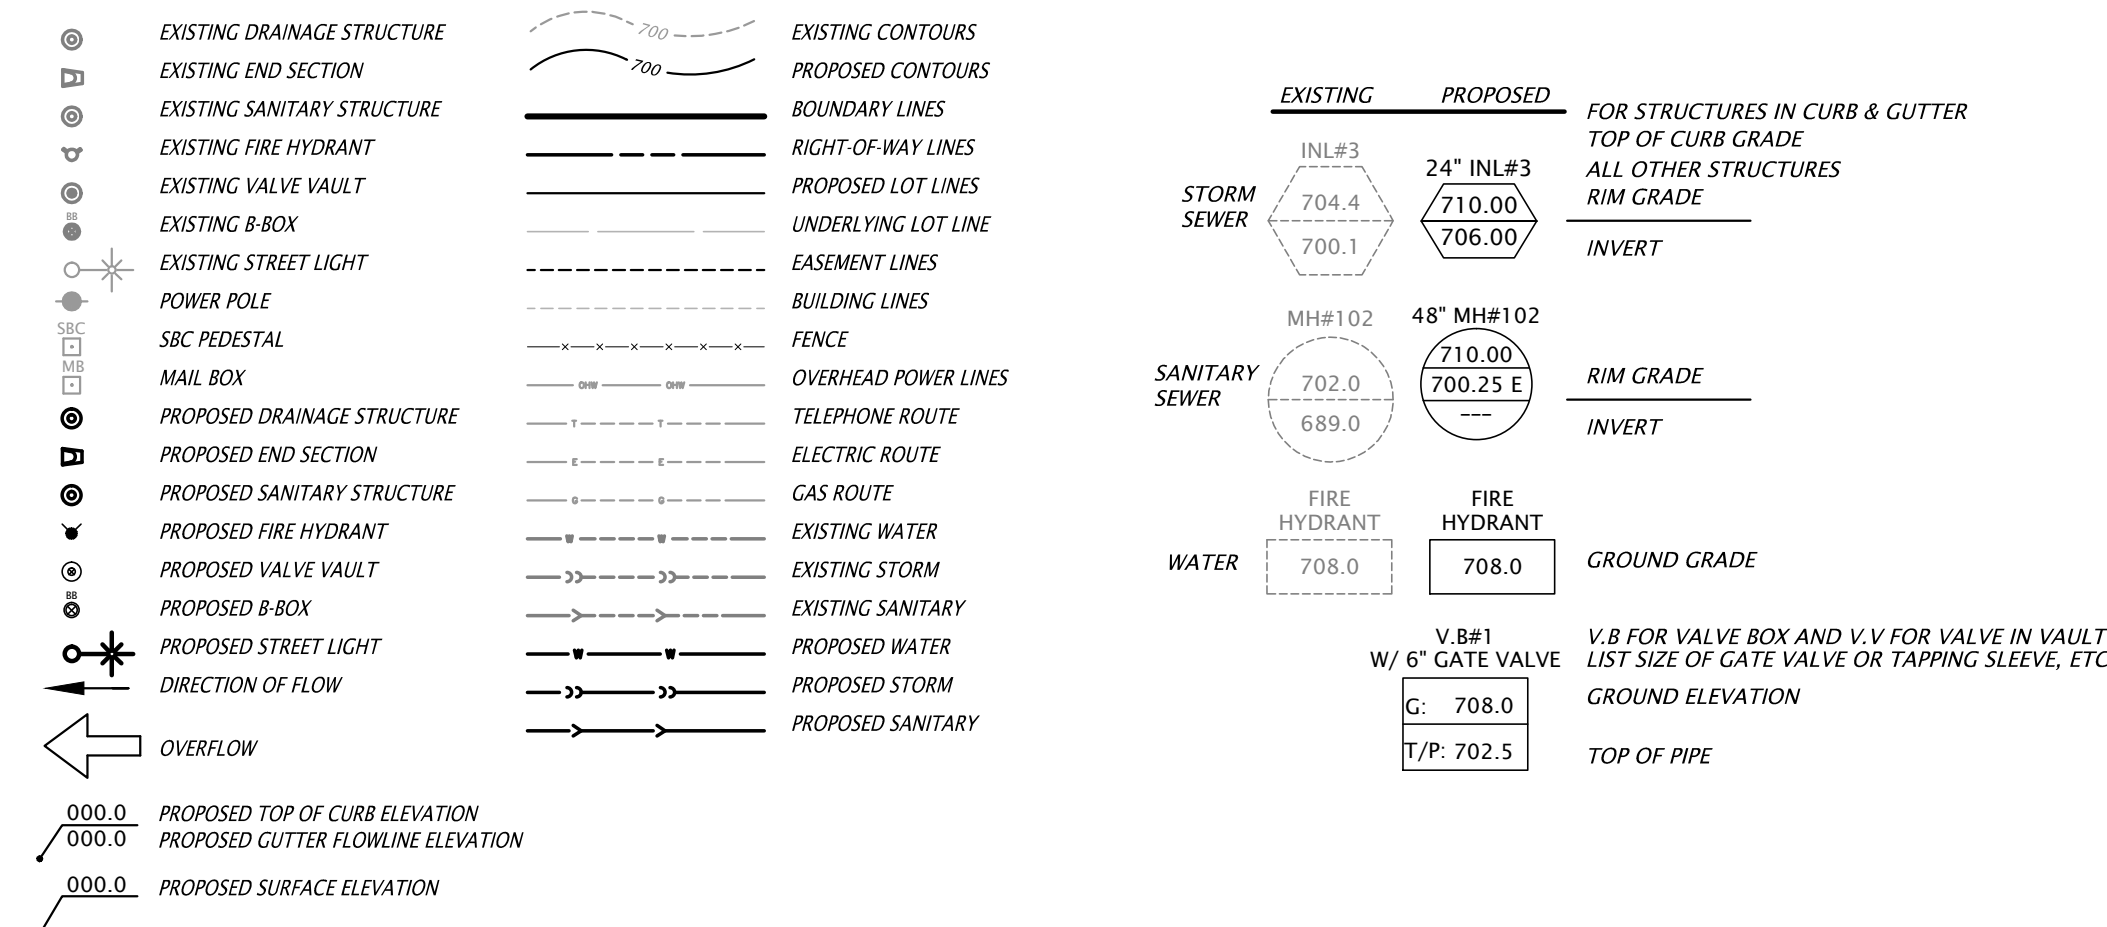 EXISTING DRAINAGE STRUCTURE
EXISTING END SECTION
EXISTING SANITARY STRUCTURE
EXISTING FIRE HYDRANT
EXISTING VALVE VAULT
BB
EXISTING B-BOX
EXISTING STREET LIGHT
POWER POLE
SBC
SBC PEDESTAL
MB
MAIL BOX
PROPOSED DRAINAGE STRUCTURE
PROPOSED END SECTION
PROPOSED SANITARY STRUCTURE
PROPOSED FIRE HYDRANT
PROPOSED VALVE VAULT
BB
PROPOSED B-BOX
PROPOSED STREET LIGHT
DIRECTION OF FLOW
OVERFLOW
000.0 PROPOSED TOP OF CURB ELEVATION
000.0 PROPOSED GUTTER FLOWLINE ELEVATION
000.0 PROPOSED SURFACE ELEVATION
700 EXISTING CONTOURS
700 PROPOSED CONTOURS
BOUNDARY LINES
RIGHT-OF-WAY LINES
PROPOSED LOT LINES
UNDERLYING LOT LINE
EASEMENT LINES
BUILDING LINES
FENCE
OHW OHW OVERHEAD POWER LINES
T T TELEPHONE ROUTE
E E ELECTRIC ROUTE
G G GAS ROUTE
W W EXISTING WATER
EXISTING STORM
EXISTING SANITARY
W W PROPOSED WATER
PROPOSED STORM
PROPOSED SANITARY
EXISTING PROPOSED
FOR STRUCTURES IN CURB & GUTTER
TOP OF CURB GRADE
ALL OTHER STRUCTURES
RIM GRADE
INVERT
STORM
SEWER
INL#3
704.4
700.1
24" INL#3
710.00
706.00
SANITARY
SEWER
MH#102
702.0
689.0
48" MH#102
710.00
700.25 E
---
RIM GRADE
INVERT
WATER
FIRE
HYDRANT
708.0
FIRE
HYDRANT
708.0
GROUND GRADE
V.B#1
W/ 6" GATE VALVE
V.B FOR VALVE BOX AND V.V FOR VALVE IN VAULT
LIST SIZE OF GATE VALVE OR TAPPING SLEEVE, ETC
G: 708.0
GROUND ELEVATION
T/P: 702.5
TOP OF PIPE